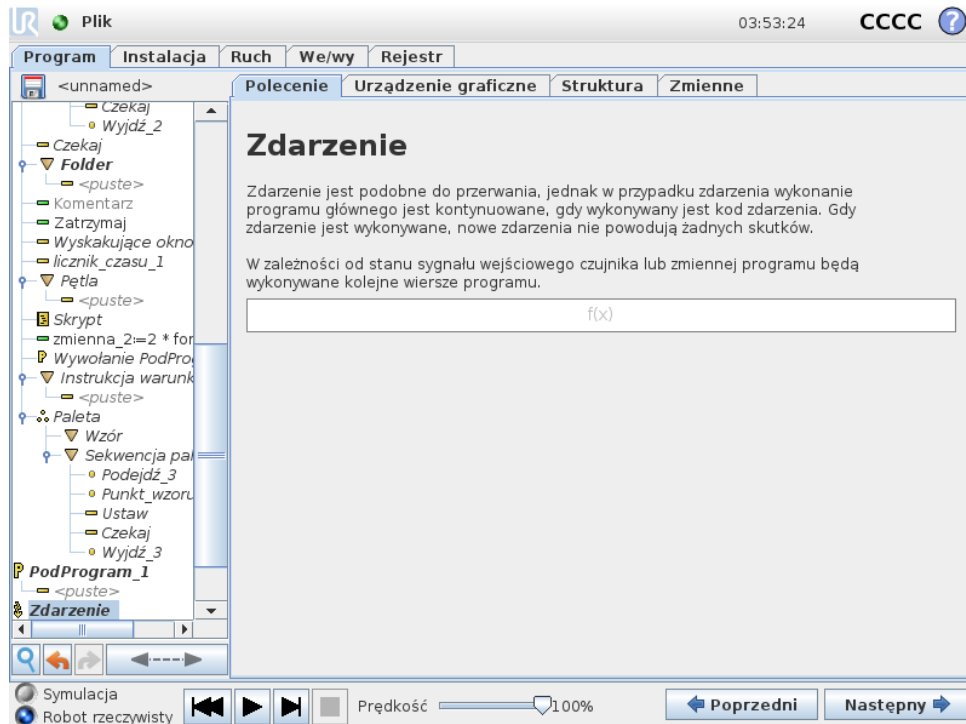 UR Plik 03:53:24 CCCC ?
Program Instalacja Ruch We/wy Rejestr
<unnamed>
Polecenie Urządzenie graficzne Struktura Zmienne
Czekaj
Wyjdź_2
Czekaj
Folder
<puste>
Komentarz
Zatrzymaj
Wyskakujące okno
licznik_czasu_1
Pętla
<puste>
Skrypt
zmienna_2:=2 * for
P Wywołanie PodPro
Instrukcja warunk
<puste>
Paleta
Wzór
Sekwencja pal
Podejdź_3
Punkt_wzoru
Ustaw
Czekaj
Wyjdź_3
P PodProgram_1
<puste>
Zdarzenie
Zdarzenie
Zdarzenie jest podobne do przerwania, jednak w przypadku zdarzenia wykonanie
programu głównego jest kontynuowane, gdy wykonywany jest kod zdarzenia. Gdy
zdarzenie jest wykonywane, nowe zdarzenia nie powodują żadnych skutków.
W zależności od stanu sygnału wejściowego czujnika lub zmiennej programu będą
wykonywane kolejne wiersze programu.
f(x)
Symulacja
Robot rzeczywisty
Prędkość 100%
Poprzedni Następny